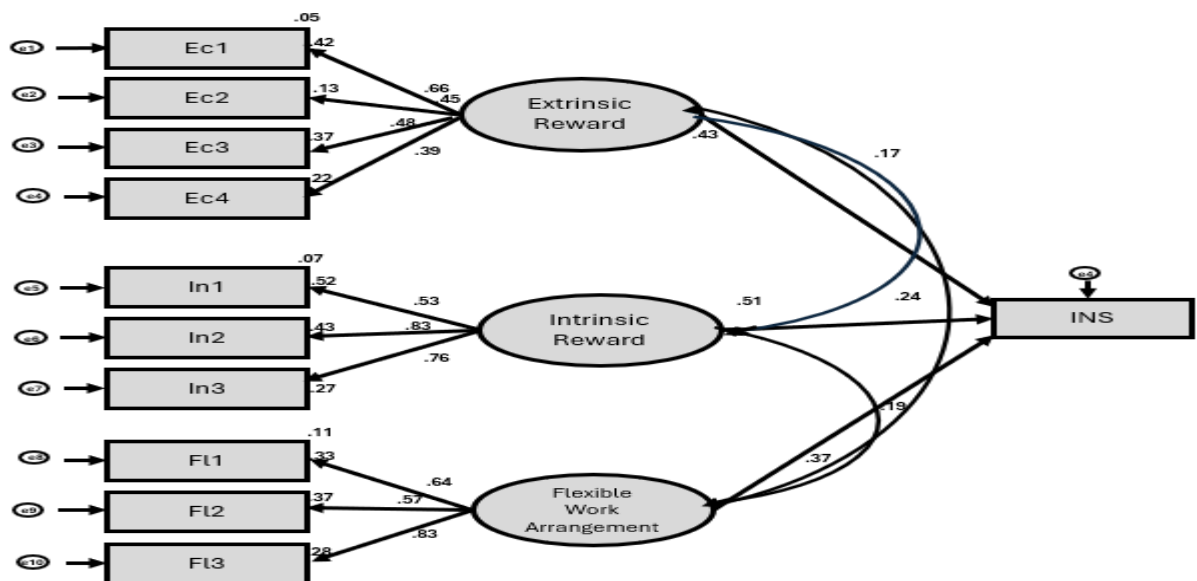 .05
e1
Ec1
.42
e2
Ec2
.13
.66
.45
Extrinsic
Reward
e3
Ec3
.37
.48
.39
.43
.17
e4
Ec4
.22
.07
e5
In1
.52
.53
e6
In2
.43
.83
Intrinsic
Reward
.51
.24
INS
e7
In3
.27
.76
.19
.11
e8
Fl1
.33
.64
.37
e9
Fl2
.37
.57
Flexible
Work
Arrangement
e10
Fl3
.28
.83